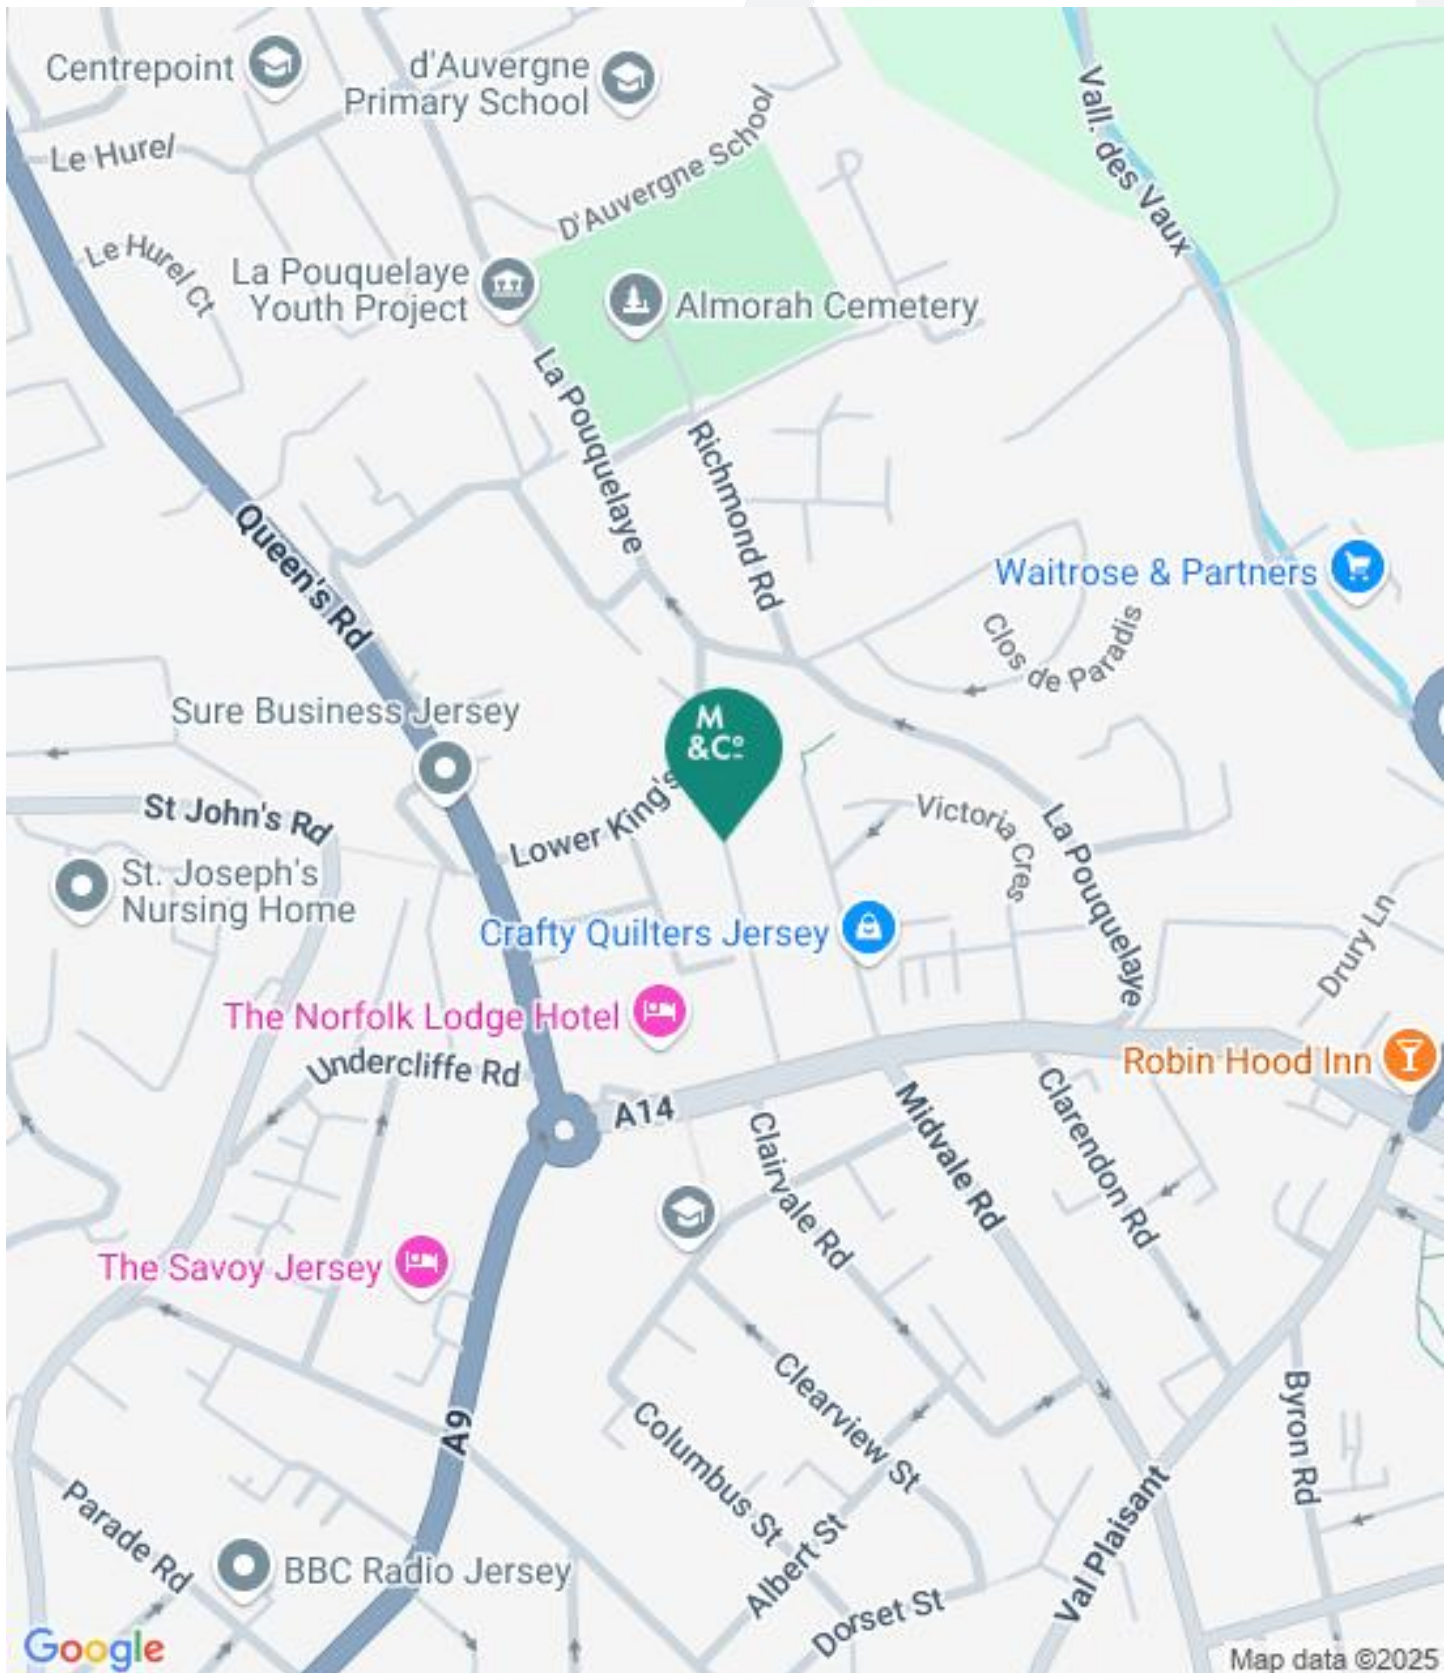 Centrepoint
d'Auvergne
Primary School
Le Hurel
D'Auvergne School
Vall. des Vaux
Le Hurel Ct
La Pouquelaye
Youth Project
Almorah Cemetery
La Pouquelaye
Richmond Rd
Queen's Rd
Waitrose & Partners
Clos de Paradis
Sure Business Jersey
M
&Co
St John's Rd
Lower King's
Victoria Cres
La Pouquelaye
St. Joseph's
Nursing Home
Crafty Quilters Jersey
Drury Ln
The Norfolk Lodge Hotel
Undercliffe Rd
Robin Hood Inn
A14
Clairvale Rd
Midvale Rd
Clarendon Rd
The Savoy Jersey
Clearview St
Byron Rd
A9
Columbus St
Parade Rd
Albert St
Val Plaisant
BBC Radio Jersey
Dorset St
Google
Map data ©2025